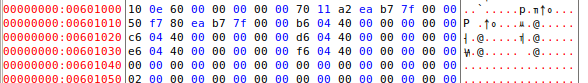 00000000:00601000 10 0e 60 00 00 00 00 00 70 11 a2 ea b7 7f 00 00
00000000:00601010 50 f7 80 ea b7 7f 00 00 b6 04 40 00 00 00 00 00
00000000:00601020 c6 04 40 00 00 00 00 00 d6 04 40 00 00 00 00 00
00000000:00601030 e6 04 40 00 00 00 00 00 f6 04 40 00 00 00 00 00
00000000:00601040 00 00 00 00 00 00 00 00 00 00 00 00 00 00 00 00
00000000:00601050 02 00 00 00 00 00 00 00 00 00 00 00 00 00 00 00